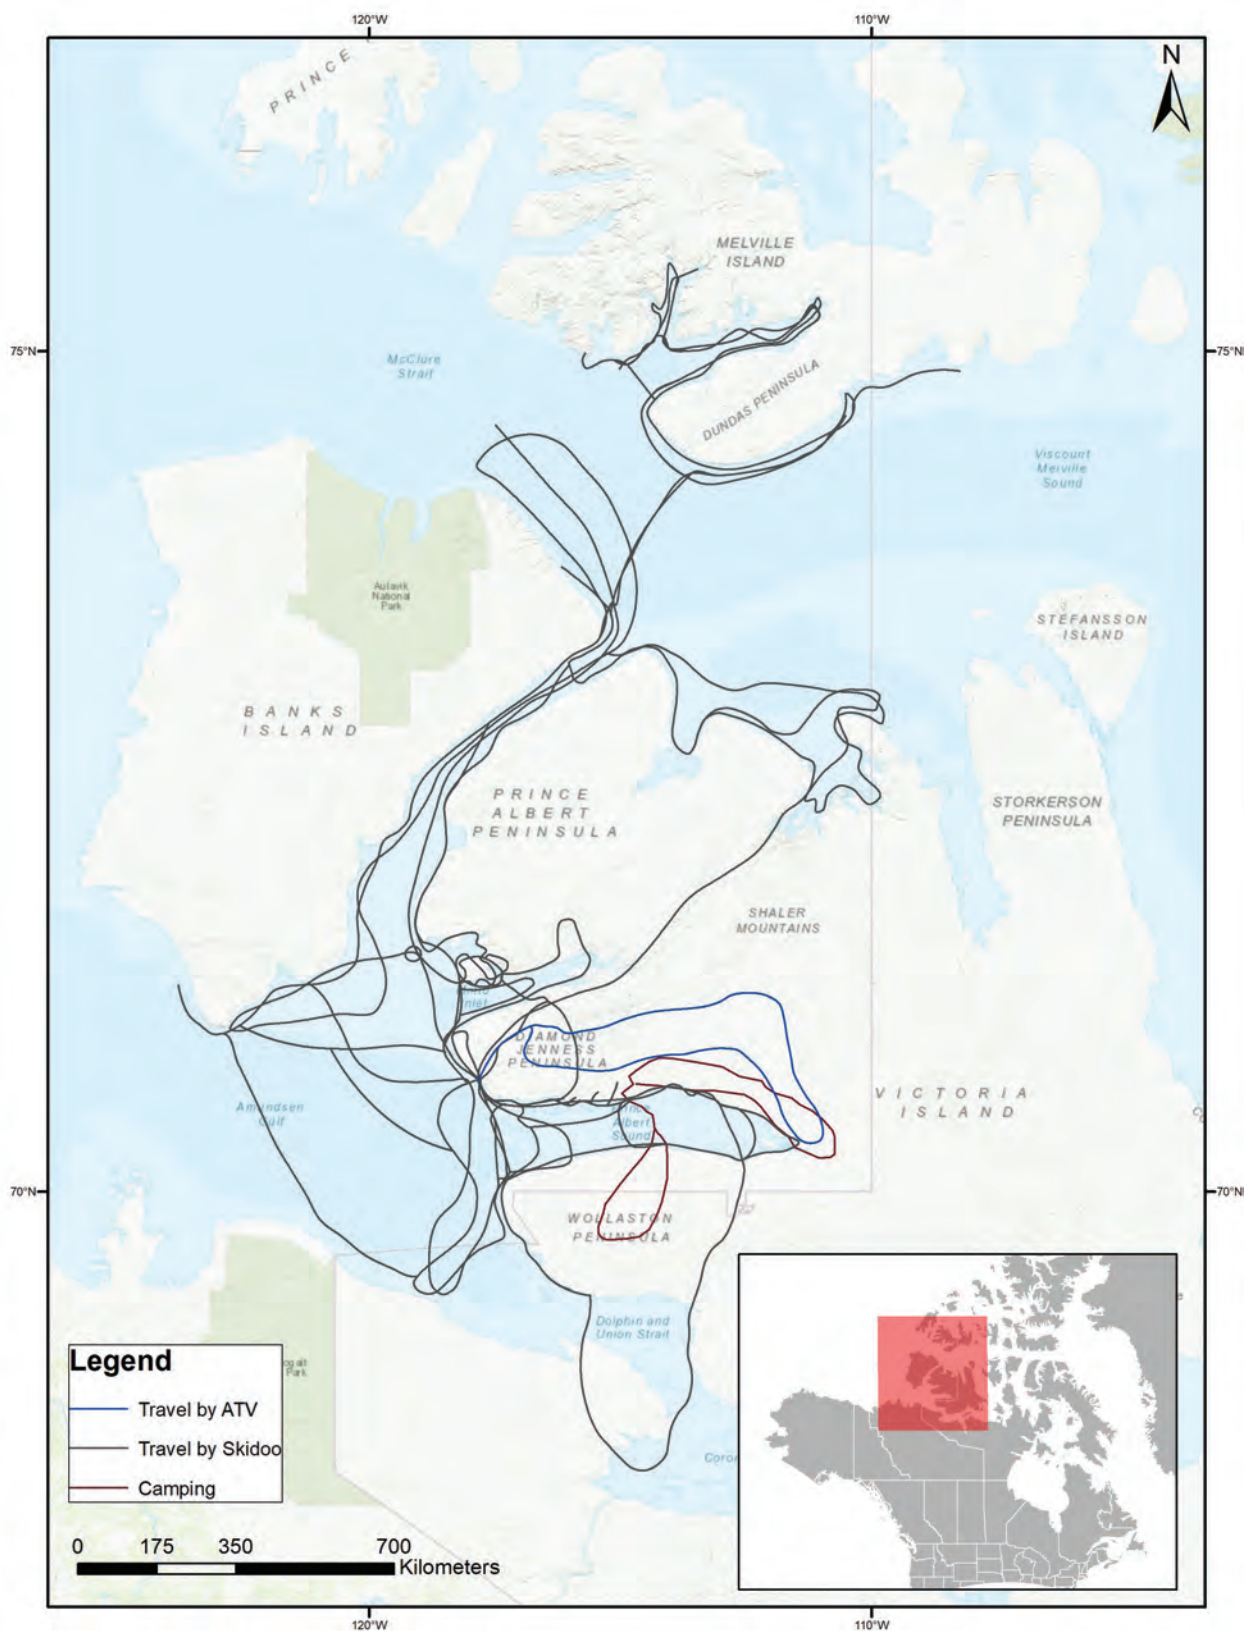 120°W
110°W
N
PRINCE
MELVILLE
ISLAND
75°N
75°N
McClure
Strait
DUNDAS PENINSULA
Viscount
Melville
Sound
Aulavik
National
Park
STEFANSSON
ISLAND
BANKS
ISLAND
PRINCE
ALBERT
PENINSULA
STORKERSON
PENINSULA
SHALER
MOUNTAINS
Inlet
DIAMOND
JENNESS
PENINSULA
VICTORIA
ISLAND
Amundsen
Gulf
Prince
Albert
Sound
70°N
70°N
WOLLASTON
PENINSULA
Dolphin and
Union Strait
Legend
Park
Travel by ATV
Travel by Skidoo
Camping
0 175 350 700
Kilometers
120°W
110°W